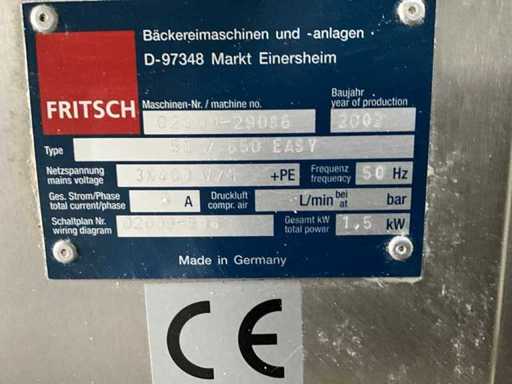 Bäckereimaschinen und -anlagen
D-97348 Markt Einersheim
FRITSCH
Maschinen-Nr. / machine no.
Baujahr
year of production
2002
Type
650 EASY
Netzspannung
mains voltage
+PE
Frequenz
frequency
50 Hz
Ges. Strom/Phase
total current/phase
A
Druckluft
compr. air
L/min bei
at
bar
Schaltplan Nr.
wiring diagram
Gesamt kW
total power
1,5 kW
Made in Germany
CE